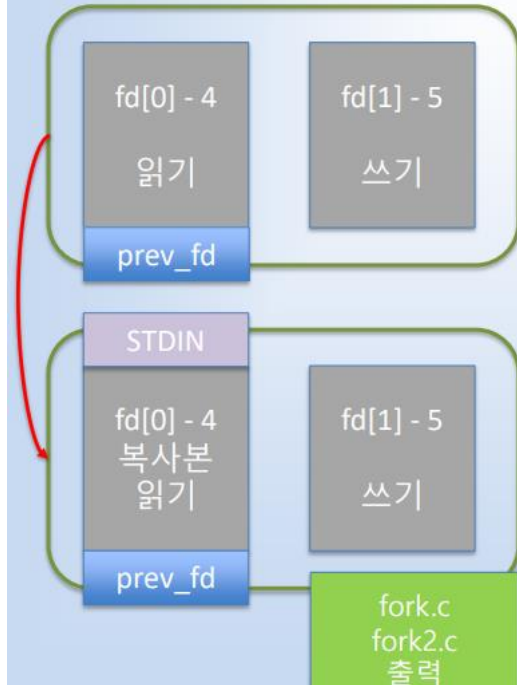 fd[0] - 4
읽기
prev_fd
fd[1] - 5
쓰기
STDIN
fd[0] - 4
복사본
읽기
prev_fd
fd[1] - 5
쓰기
fork.c
fork2.c
출력